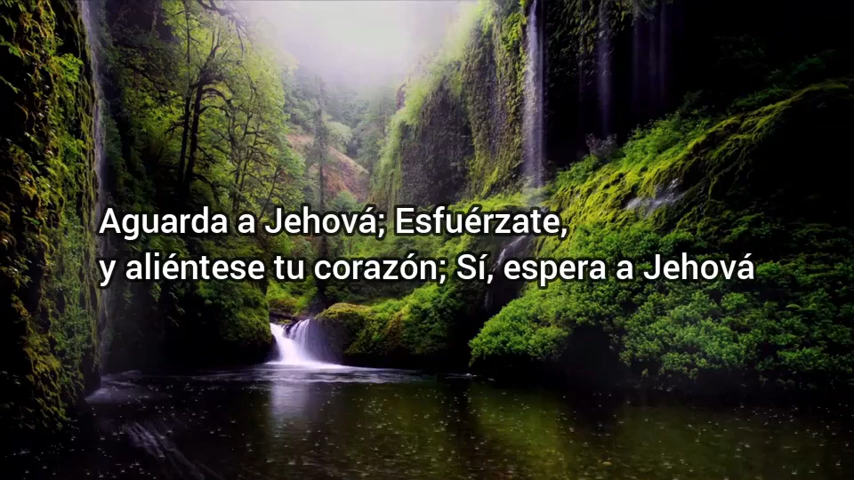 Aguarda a Jehová; Esfuérzate,
y aliéntese tu corazón; Sí, espera a Jehová